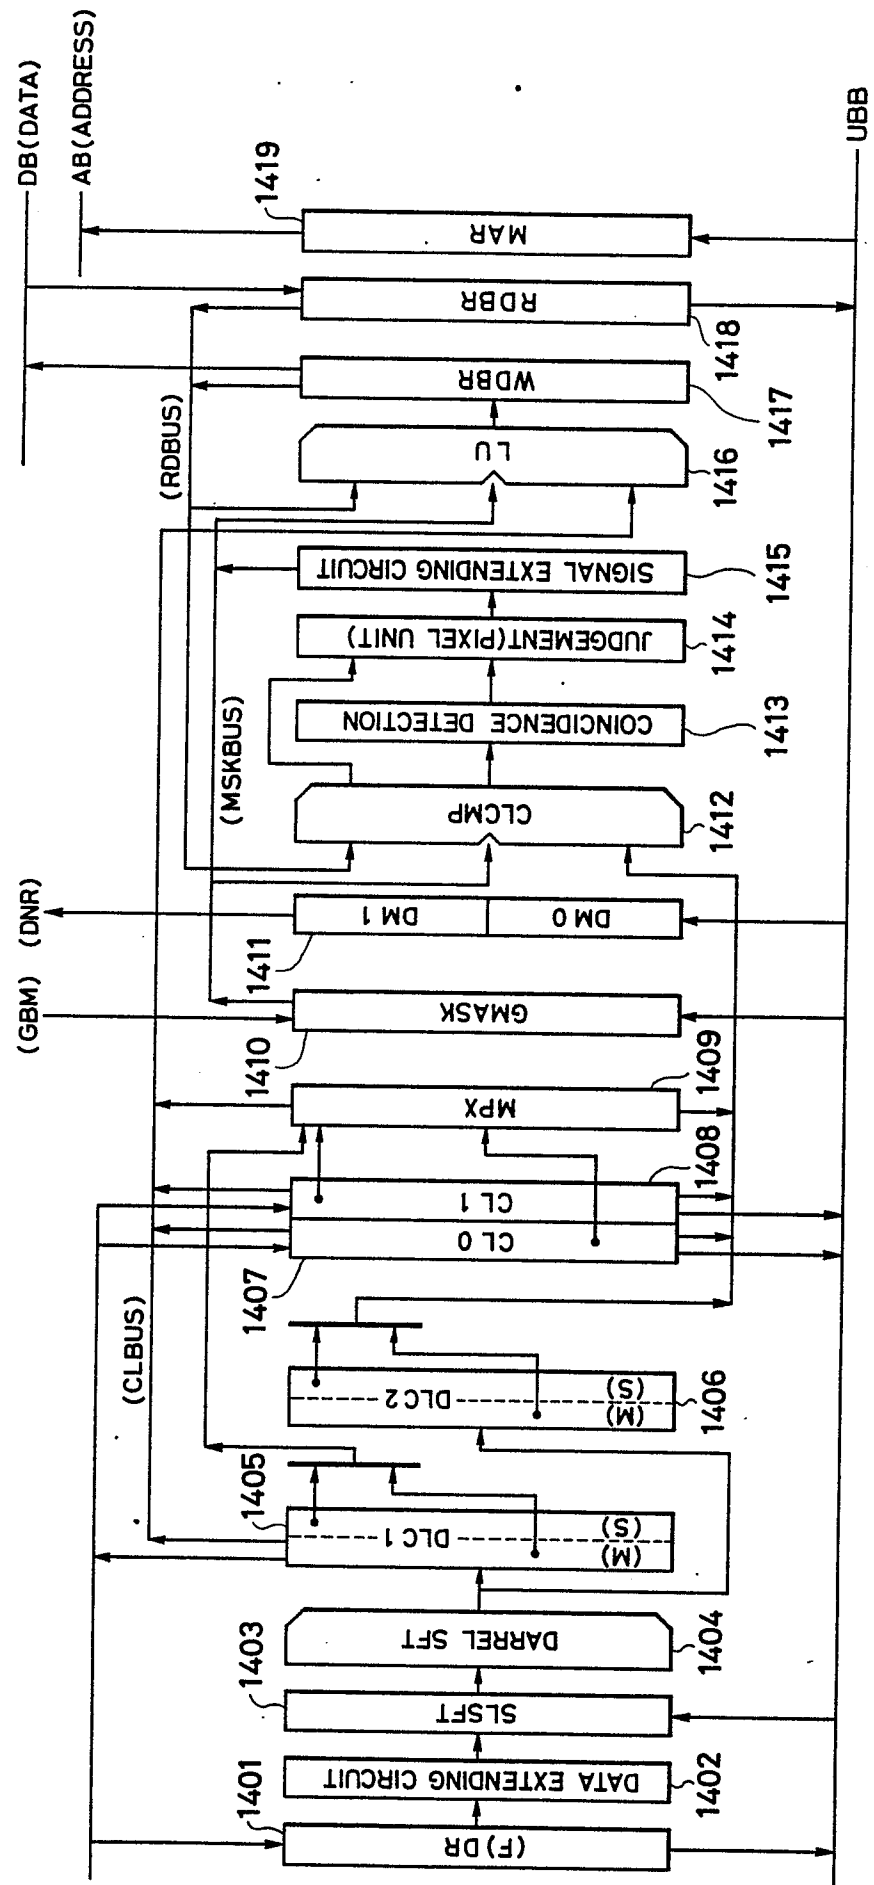 DB(DATA)
AB(ADDRESS)
UBB
1419
MAR
RDBR
1418
WDBR
1417
(RDBUS)
LU
1416
SIGNAL EXTENDING CIRCUIT
1415
JUDGEMENT(PIXEL UNIT)
1414
COINCIDENCE DETECTION
1413
(MSKBUS)
CLCMP
1412
(DNR)
DM 1
DM 0
1411
(GBM)
GMASK
1410
MPX
1409
CL 1
1408
CL 0
1407
(CLBUS)
DLC 2
(S)
(M)
1406
1405
DLC 1
(S)
(M)
DARREL SFT
1404
1403
SLSFT
DATA EXTENDING CIRCUIT
1402
1401
(F) DR